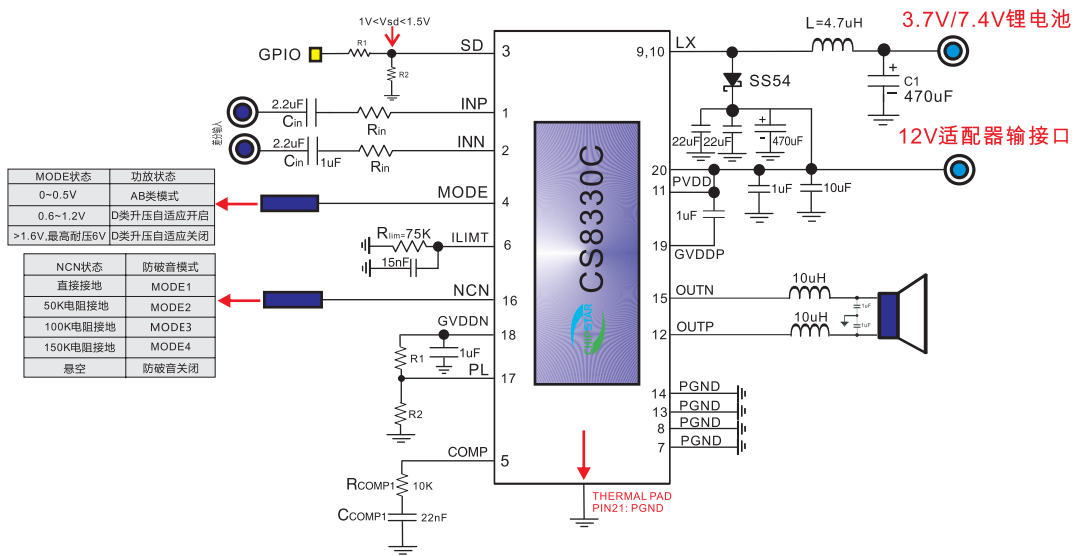 1V<Vsd<1.5V
GPIO
R1
R2
SD
3
差分输入
2.2uF
Cin
Rin
INP
1
2.2uF
Cin
1uF
Rin
INN
2
MODE状态 功放状态
0~0.5V AB类模式
0.6~1.2V D类升压自适应开启
>1.6V,最高耐压6V D类升压自适应关闭
MODE
4
Rlim=75K
15nF
ILIMT
6
NCN状态 防破音模式
直接接地 MODE1
50K电阻接地 MODE2
100K电阻接地 MODE3
150K电阻接地 MODE4
悬空 防破音关闭
NCN
16
GVDDN
18
R1
1uF
PL
17
R2
COMP
5
RCOMP1
10K
CCOMP1
22nF
CS8330C
CHIPSTAR
THERMAL PAD
PIN21: PGND
9,10
LX
L=4.7uH
3.7V/7.4V锂电池
SS54
C1
470uF
22uF
22uF
470uF
12V适配器输接口
20
11
PVDD
1uF
10uF
1uF
19
GVDDP
15
OUTN
10uH
1uF
12
OUTP
10uH
1uF
14
PGND
13
PGND
8
PGND
7
PGND